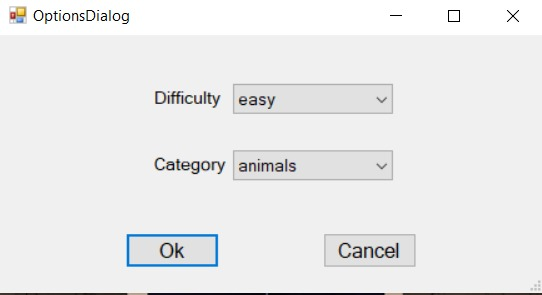 OptionsDialog
Difficulty easy
Category animals
Ok Cancel